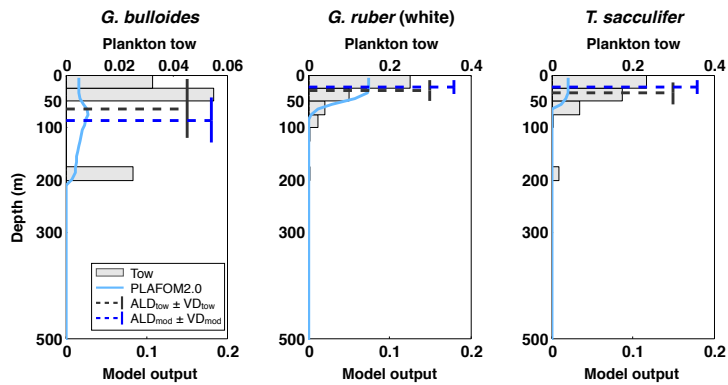 G. bulloides
G. ruber (white)
T. sacculifer
Plankton tow
Plankton tow
Plankton tow
0 0.025 0.06
0 0.2 0.4
0 0.2 0.4
Depth (m)
0
50
100
200
300
500
0
50
100
200
300
500
0
50
100
200
300
500
Tow
PLAFOM2.0
ALDtow ± VDtow
ALDmod ± VDmod
0 0.1 0.2
0 0.1 0.2
0 0.1 0.2
Model output
Model output
Model output